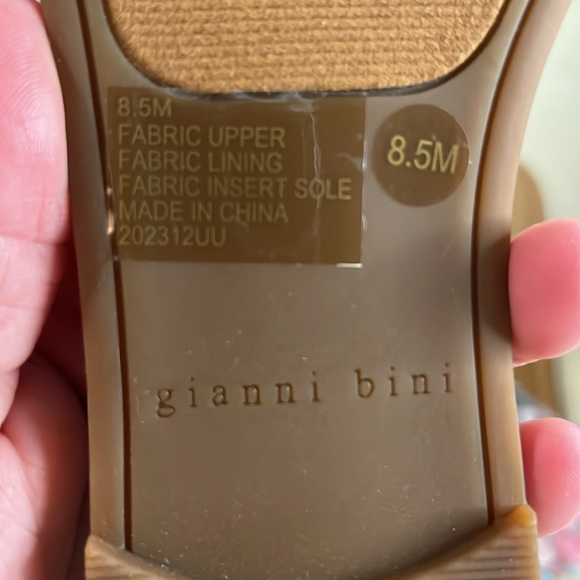 8.5M
FABRIC UPPER
FABRIC LINING
FABRIC INSERT SOLE
MADE IN CHINA
202312UU
8.5M
gianni bini